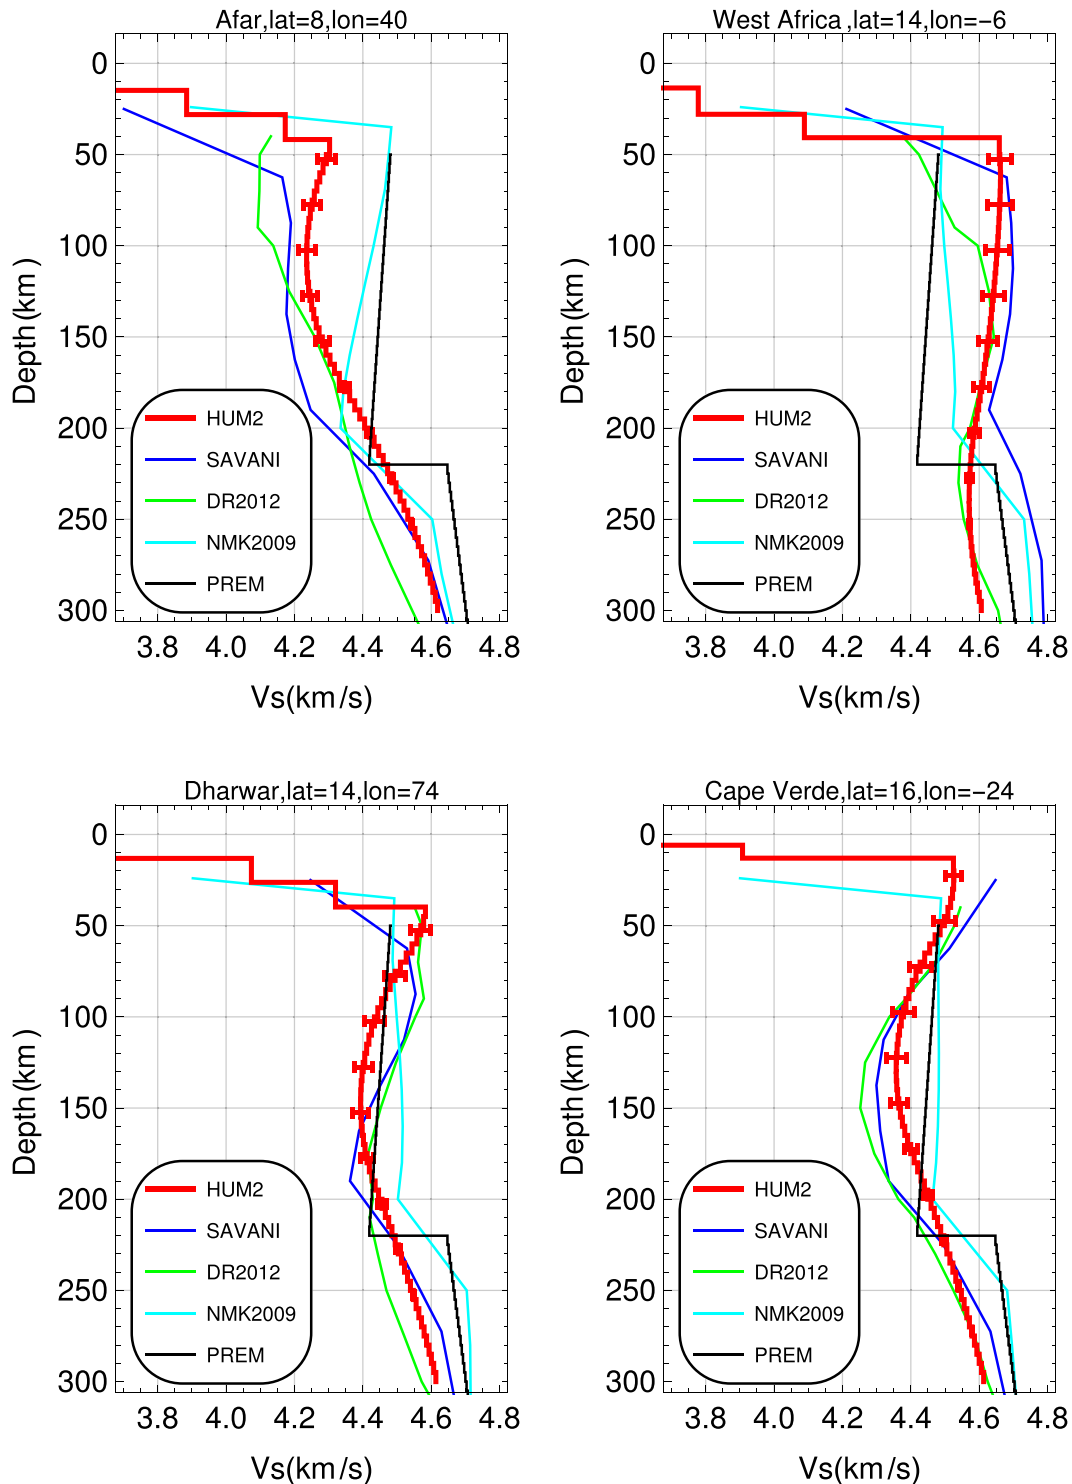 Afar,lat=8,lon=40
0
50
100
150
200
250
300
Depth(km)
HUM2
SAVANI
DR2012
NMK2009
PREM
3.8 4.0 4.2 4.4 4.6 4.8
Vs(km/s)
West Africa ,lat=14,lon=−6
0
50
100
150
200
250
300
Depth(km)
HUM2
SAVANI
DR2012
NMK2009
PREM
3.8 4.0 4.2 4.4 4.6 4.8
Vs(km/s)
Dharwar,lat=14,lon=74
0
50
100
150
200
250
300
Depth(km)
HUM2
SAVANI
DR2012
NMK2009
PREM
3.8 4.0 4.2 4.4 4.6 4.8
Vs(km/s)
Cape Verde,lat=16,lon=−24
0
50
100
150
200
250
300
Depth(km)
HUM2
SAVANI
DR2012
NMK2009
PREM
3.8 4.0 4.2 4.4 4.6 4.8
Vs(km/s)